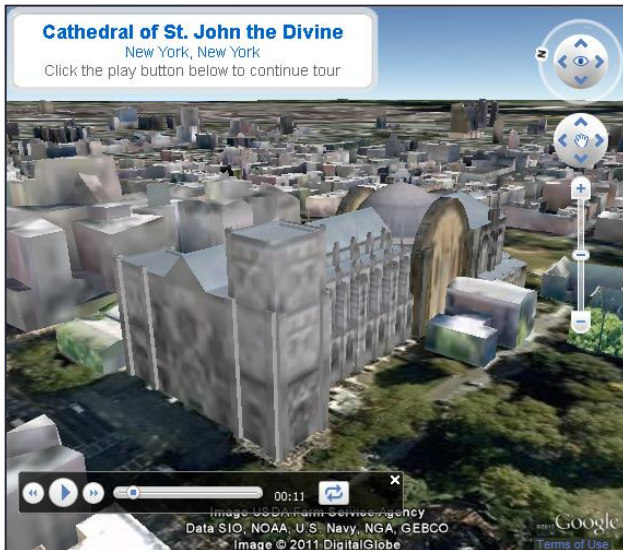 Cathedral of St. John the Divine
New York, New York
Click the play button below to continue tour
N
00:11
Image USDA Farm Service Agency
Data SIO, NOAA, U.S. Navy, NGA, GEBCO
Image © 2011 DigitalGlobe
©2011 Google
Terms of Use